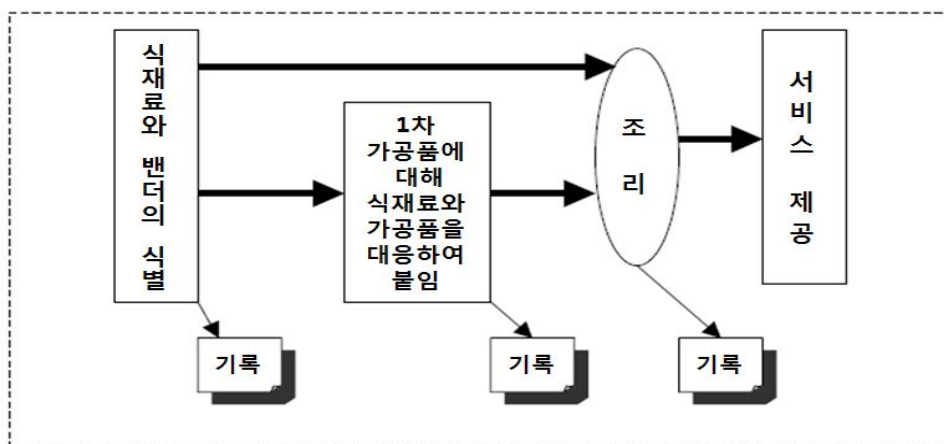 식재료와 밴더의 식별
1차
가공품에
대해
식재료와
가공품을
대응하여
붙임
조리
서비스 제공
기록
기록
기록